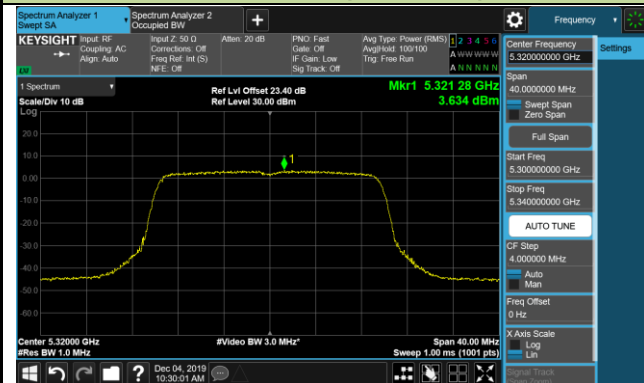 Spectrum Analyzer 1
Swept SA
Spectrum Analyzer 2
Occupied BW
Frequency
KEYSIGHT
Input: RF
Coupling: AC
Align: Auto
Input Z: 50 Ω
Corrections: Off
Freq Ref: Int (S)
NFE: Off
Atten: 20 dB
PNO: Fast
Gate: Off
IF Gain: Low
Sig Track: Off
Avg Type: Power (RMS)
Avg|Hold: 100/100
Trig: Free Run
1 2 3 4 5 6
A W W W W W
A N N N N N
1 Spectrum
Scale/Div 10 dB
Log
Ref Lvl Offset 23.40 dB
Ref Level 30.00 dBm
Mkr1 5.321 28 GHz
3.634 dBm
20.0
10.0
0.00
-10.0
-20.0
-30.0
-40.0
-50.0
-60.0
1
Center 5.32000 GHz
#Res BW 1.0 MHz
#Video BW 3.0 MHz*
Span 40.00 MHz
Sweep 1.00 ms (1001 pts)
Dec 04, 2019
10:30:01 AM
Center Frequency
5.320000000 GHz
Settings
Span
40.0000000 MHz
Swept Span
Zero Span
Full Span
Start Freq
5.300000000 GHz
Stop Freq
5.340000000 GHz
AUTO TUNE
CF Step
4.000000 MHz
Auto
Man
Freq Offset
0 Hz
X Axis Scale
Log
Lin
Signal Track